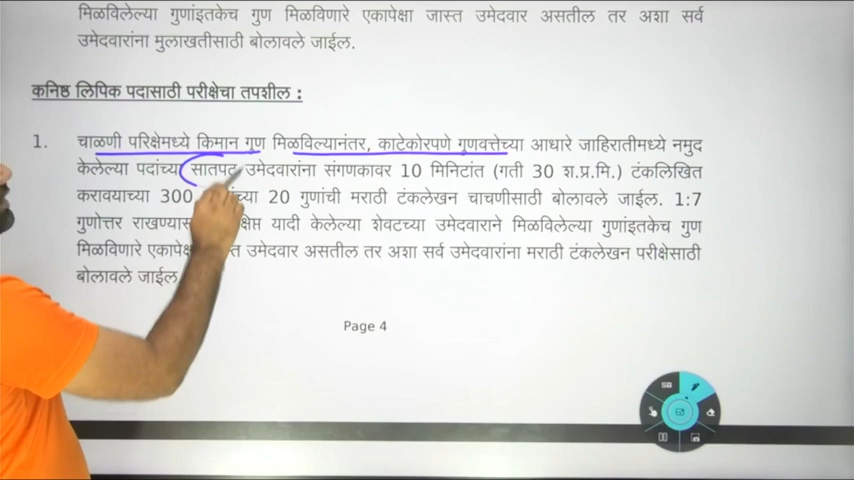 मिळविलेल्या गुणांइतकेच गुण मिळविणारे एकापेक्षा जास्त उमेदवार असतील तर अशा सर्व
उमेदवारांना मुलाखतीसाठी बोलावले जाईल.
कनिष्ठ लिपिक पदासाठी परीक्षेचा तपशील :
1. चाळणी परिक्षेमध्ये किमान गुण मिळविल्यानंतर, काटेकोरपणे गुणवत्तेच्या आधारे जाहिरातीमध्ये नमुद
केलेल्या पदांच्या सातपट उमेदवारांना संगणकावर 10 मिनिटांत (गती 30 श.प्र.मि.) टंकलिखित
करावयाच्या 300 20 गुणांची मराठी टंकलेखन चाचणीसाठी बोलावले जाईल. 1:7
गुणोत्तर यादी केलेल्या शेवटच्या उमेदवाराने मिळविलेल्या गुणांइतकेच गुण
मिळविणारे उमेदवार असतील तर अशा सर्व उमेदवारांना मराठी टंकलेखन परीक्षेसाठी
बोलावले जाईल
Page 4
SB